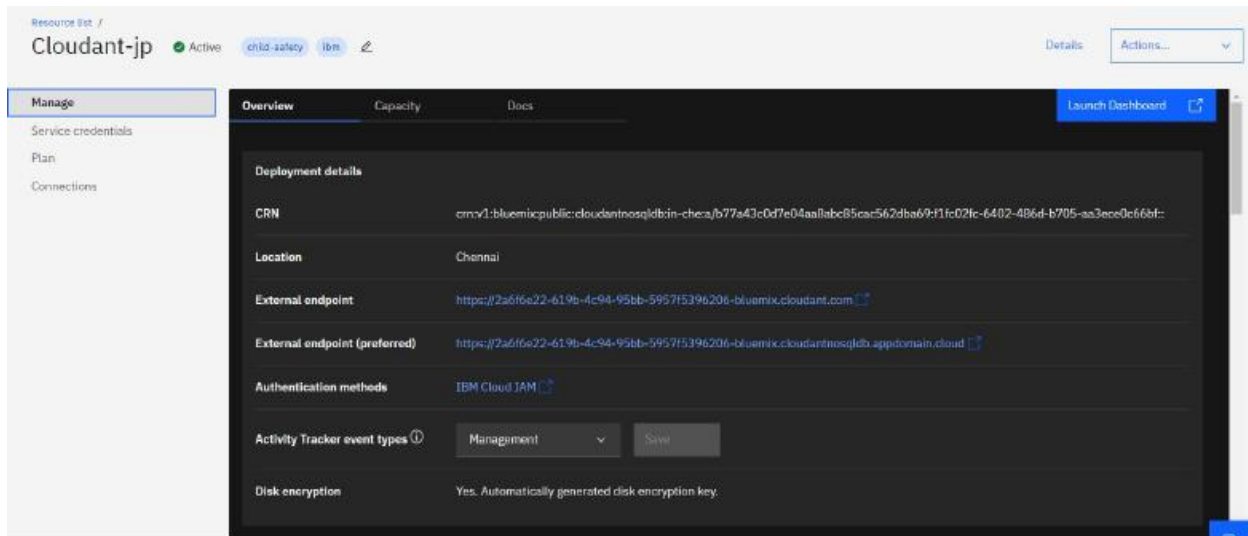 Resource list /
Cloudant-jp Active child-safety ibm
Details Actions...
Manage
Service credentials
Plan
Connections
Overview Capacity Docs Launch Dashboard
Deployment details
CRN crn:v1:bluemix:public:cloudantnosqldb:in-che:a/b77a43c0d7e04aa8abc85cac562dba69:f1fc02fc-6402-486d-b705-aa3ece0c66bf::
Location Chennai
External endpoint https://2a6f6e22-619b-4c94-95bb-5957f5396206-bluemix.cloudant.com
External endpoint (preferred) https://2a6f6e22-619b-4c94-95bb-5957f5396206-bluemix.cloudantnosqldb.appdomain.cloud
Authentication methods IBM Cloud IAM
Activity Tracker event types Management Save
Disk encryption Yes. Automatically generated disk encryption key.